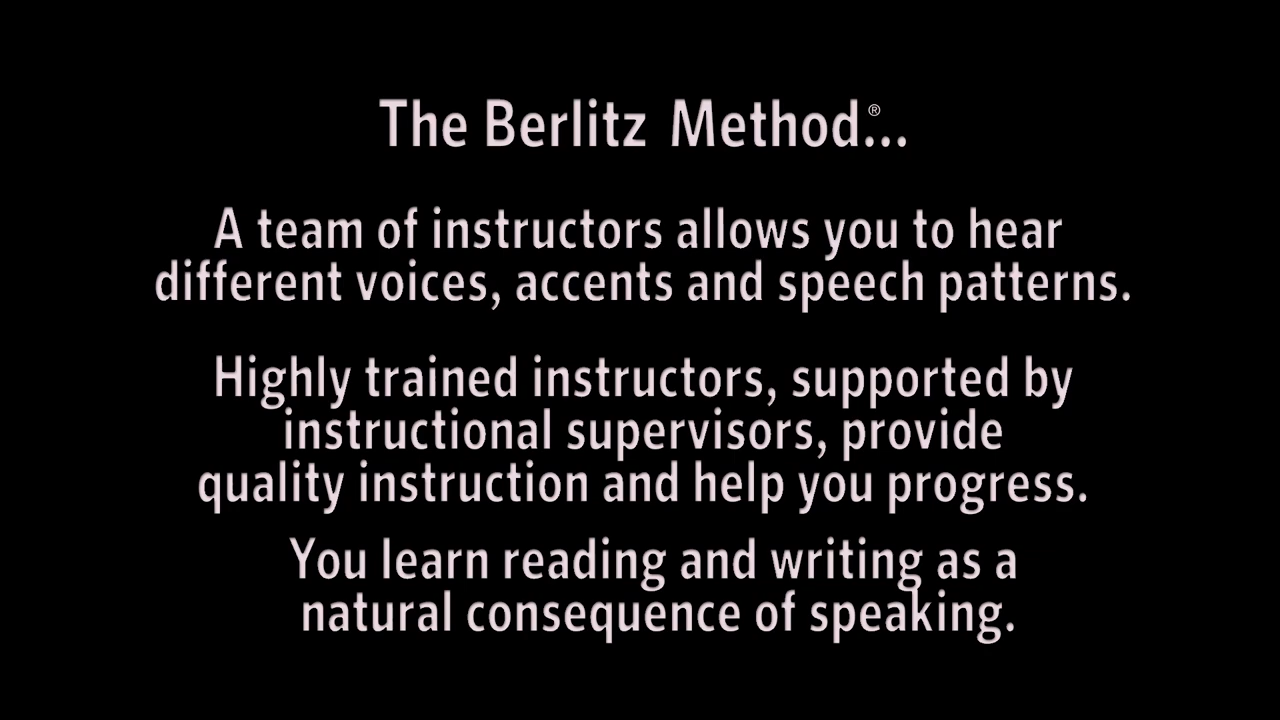 The Berlitz Method®...
A team of instructors allows you to hear
different voices, accents and speech patterns.
Highly trained instructors, supported by
instructional supervisors, provide
quality instruction and help you progress.
You learn reading and writing as a
natural consequence of speaking.